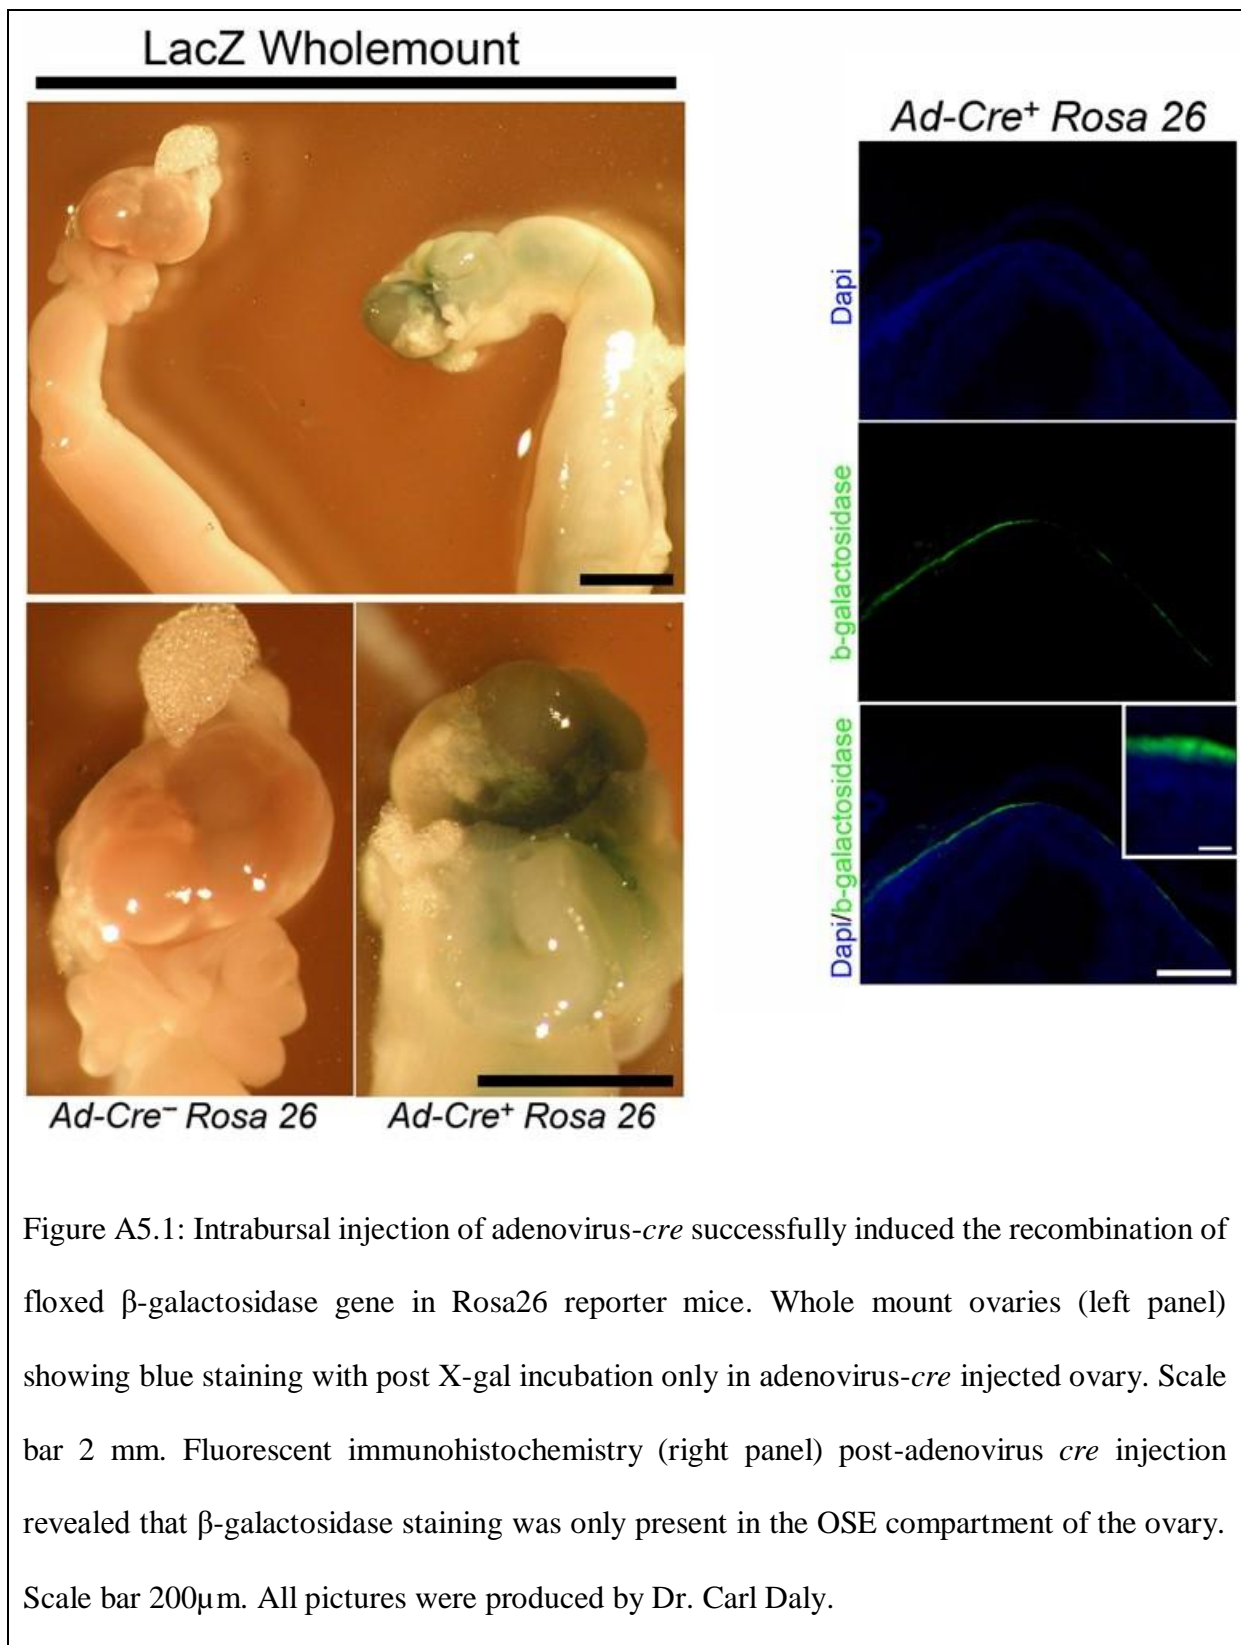 LacZ Wholemount
Ad-Cre⁺ Rosa 26
Dapi
b-galactosidase
Dapi/b-galactosidase
Ad-Cre⁻ Rosa 26
Ad-Cre⁺ Rosa 26
Figure A5.1: Intrabursal injection of adenovirus-cre successfully induced the recombination of
floxed β-galactosidase gene in Rosa26 reporter mice. Whole mount ovaries (left panel)
showing blue staining with post X-gal incubation only in adenovirus-cre injected ovary. Scale
bar 2 mm. Fluorescent immunohistochemistry (right panel) post-adenovirus cre injection
revealed that β-galactosidase staining was only present in the OSE compartment of the ovary.
Scale bar 200μm. All pictures were produced by Dr. Carl Daly.